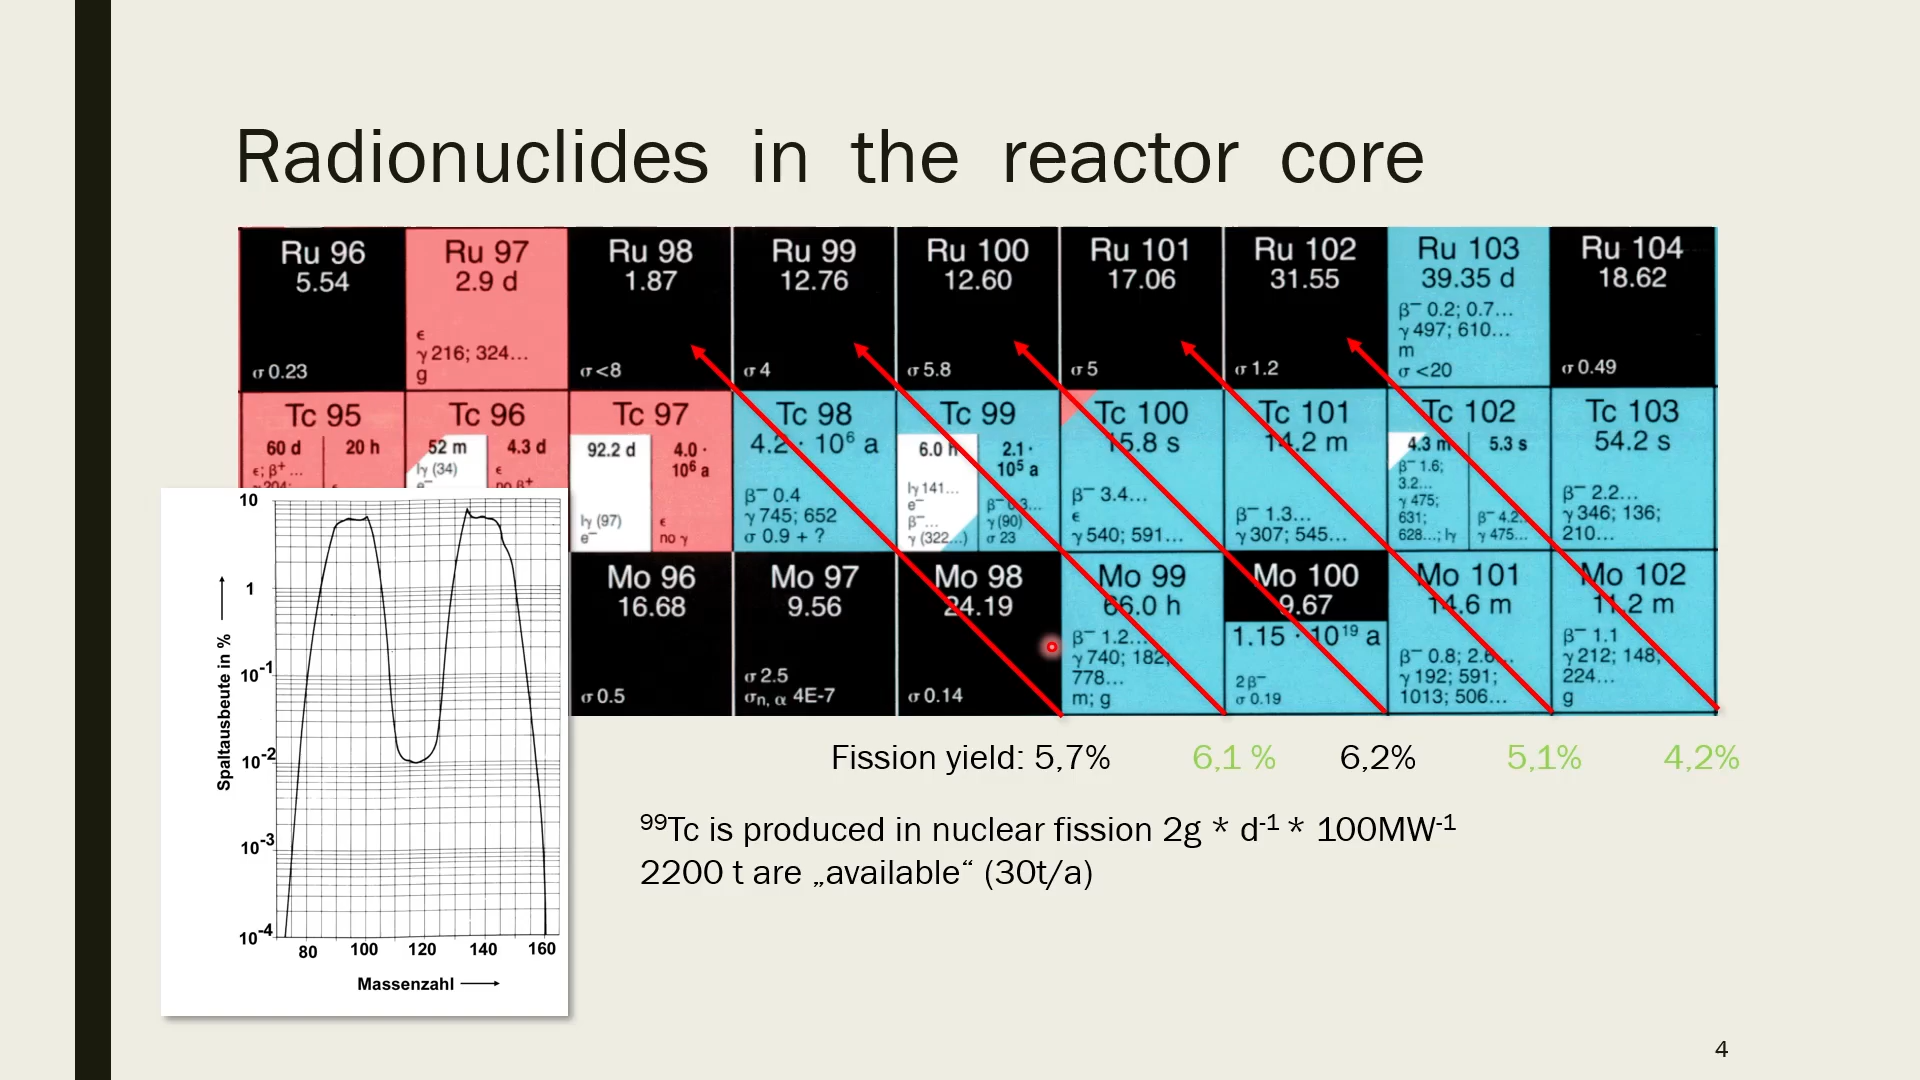 Radionuclides in the reactor core
Ru 96
5.54
σ 0.23
Ru 97
2.9 d
ϵ
γ 216; 324...
g
Ru 98
1.87
σ <8
Ru 99
12.76
σ 4
Ru 100
12.60
σ 5.8
Ru 101
17.06
σ 5
Ru 102
31.55
σ 1.2
Ru 103
39.35 d
β⁻ 0.2; 0.7...
γ 497; 610...
m
σ <20
Ru 104
18.62
σ 0.49
Tc 95
60 d 20 h
ϵ; β⁺ ...
Tc 96
52 m 4.3 d
Iγ (34) ϵ
e⁻ no β⁺
Tc 97
92.2 d 4.0 ·
10⁶ a
Iγ (97) ϵ
e⁻ no γ
Tc 98
4.2 · 10⁶ a
β⁻ 0.4
γ 745; 652
σ 0.9 + ?
Tc 99
6.0 h 2.1 ·
10⁵ a
Iγ 141...
e⁻
β⁻... β⁻ 0.3...
γ (322...) γ (90)
σ 23
Tc 100
15.8 s
β⁻ 3.4...
ϵ
γ 540; 591...
Tc 101
14.2 m
β⁻ 1.3...
γ 307; 545...
Tc 102
4.3 m 5.3 s
β⁻ 1.6;
3.2...
γ 475;
631; β⁻ 4.2...
628...; Iγ γ 475...
Tc 103
54.2 s
β⁻ 2.2...
γ 346; 136;
210...
Mo 96
16.68
σ 0.5
Mo 97
9.56
σ 2.5
σn, α 4E-7
Mo 98
24.19
σ 0.14
Mo 99
66.0 h
β⁻ 1.2...
γ 740; 182;
778...
m; g
Mo 100
9.67
1.15 · 10¹⁹ a
2β⁻
σ 0.19
Mo 101
14.6 m
β⁻ 0.8; 2.6...
γ 192; 591;
1013; 506...
Mo 102
11.2 m
β⁻ 1.1
γ 212; 148;
224...
g
Fission yield: 5,7% 6,1 % 6,2% 5,1% 4,2%
⁹⁹Tc is produced in nuclear fission 2g * d⁻¹ * 100MW⁻¹
2200 t are „available“ (30t/a)
Spaltausbeute in %
10
1
10⁻¹
10⁻²
10⁻³
10⁻⁴
80 100 120 140 160
Massenzahl
4